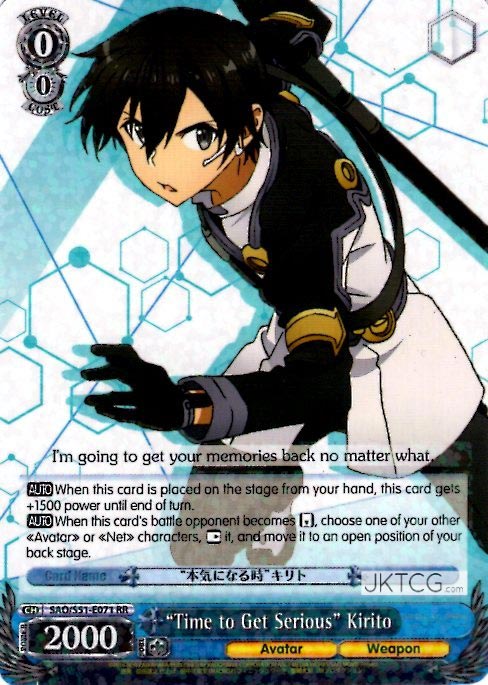 LEVEL
0
0
COST
I'm going to get your memories back no matter what.
AUTO When this card is placed on the stage from your hand, this card gets
+1500 power until end of turn.
AUTO When this card's battle opponent becomes [ ], choose one of your other
«Avatar» or «Net» characters, it, and move it to an open position of your
back stage.
Card Name
"本気になる時" キリト
JKTCG.com
CH SAO/S51-E071 RR
POWER
2000
"Time to Get Serious" Kirito
Avatar
Weapon